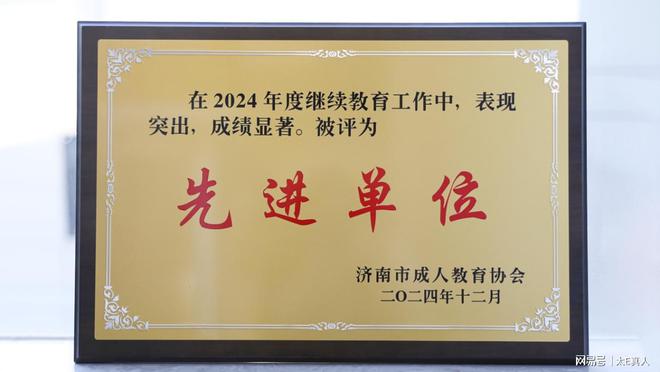 在2024年度继续教育工作中，表现
突出，成绩显著。被评为
先进单位
济南市成人教育协会
二〇二四年十二月
网易号 | 太E真人